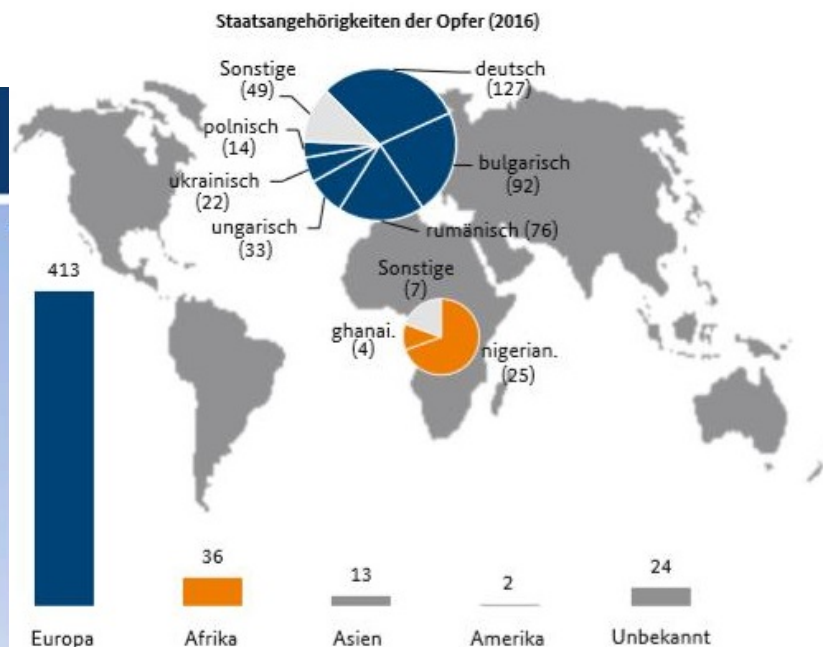 Staatsangehörigkeiten der Opfer (2016)
Sonstige
(49)
deutsch
(127)
polnisch
(14)
bulgarisch
(92)
ukrainisch
(22)
ungarisch
(33)
rumänisch (76)
Sonstige
(7)
ghanai.
(4)
nigerian.
(25)
413
36
13
2
24
Europa
Afrika
Asien
Amerika
Unbekannt